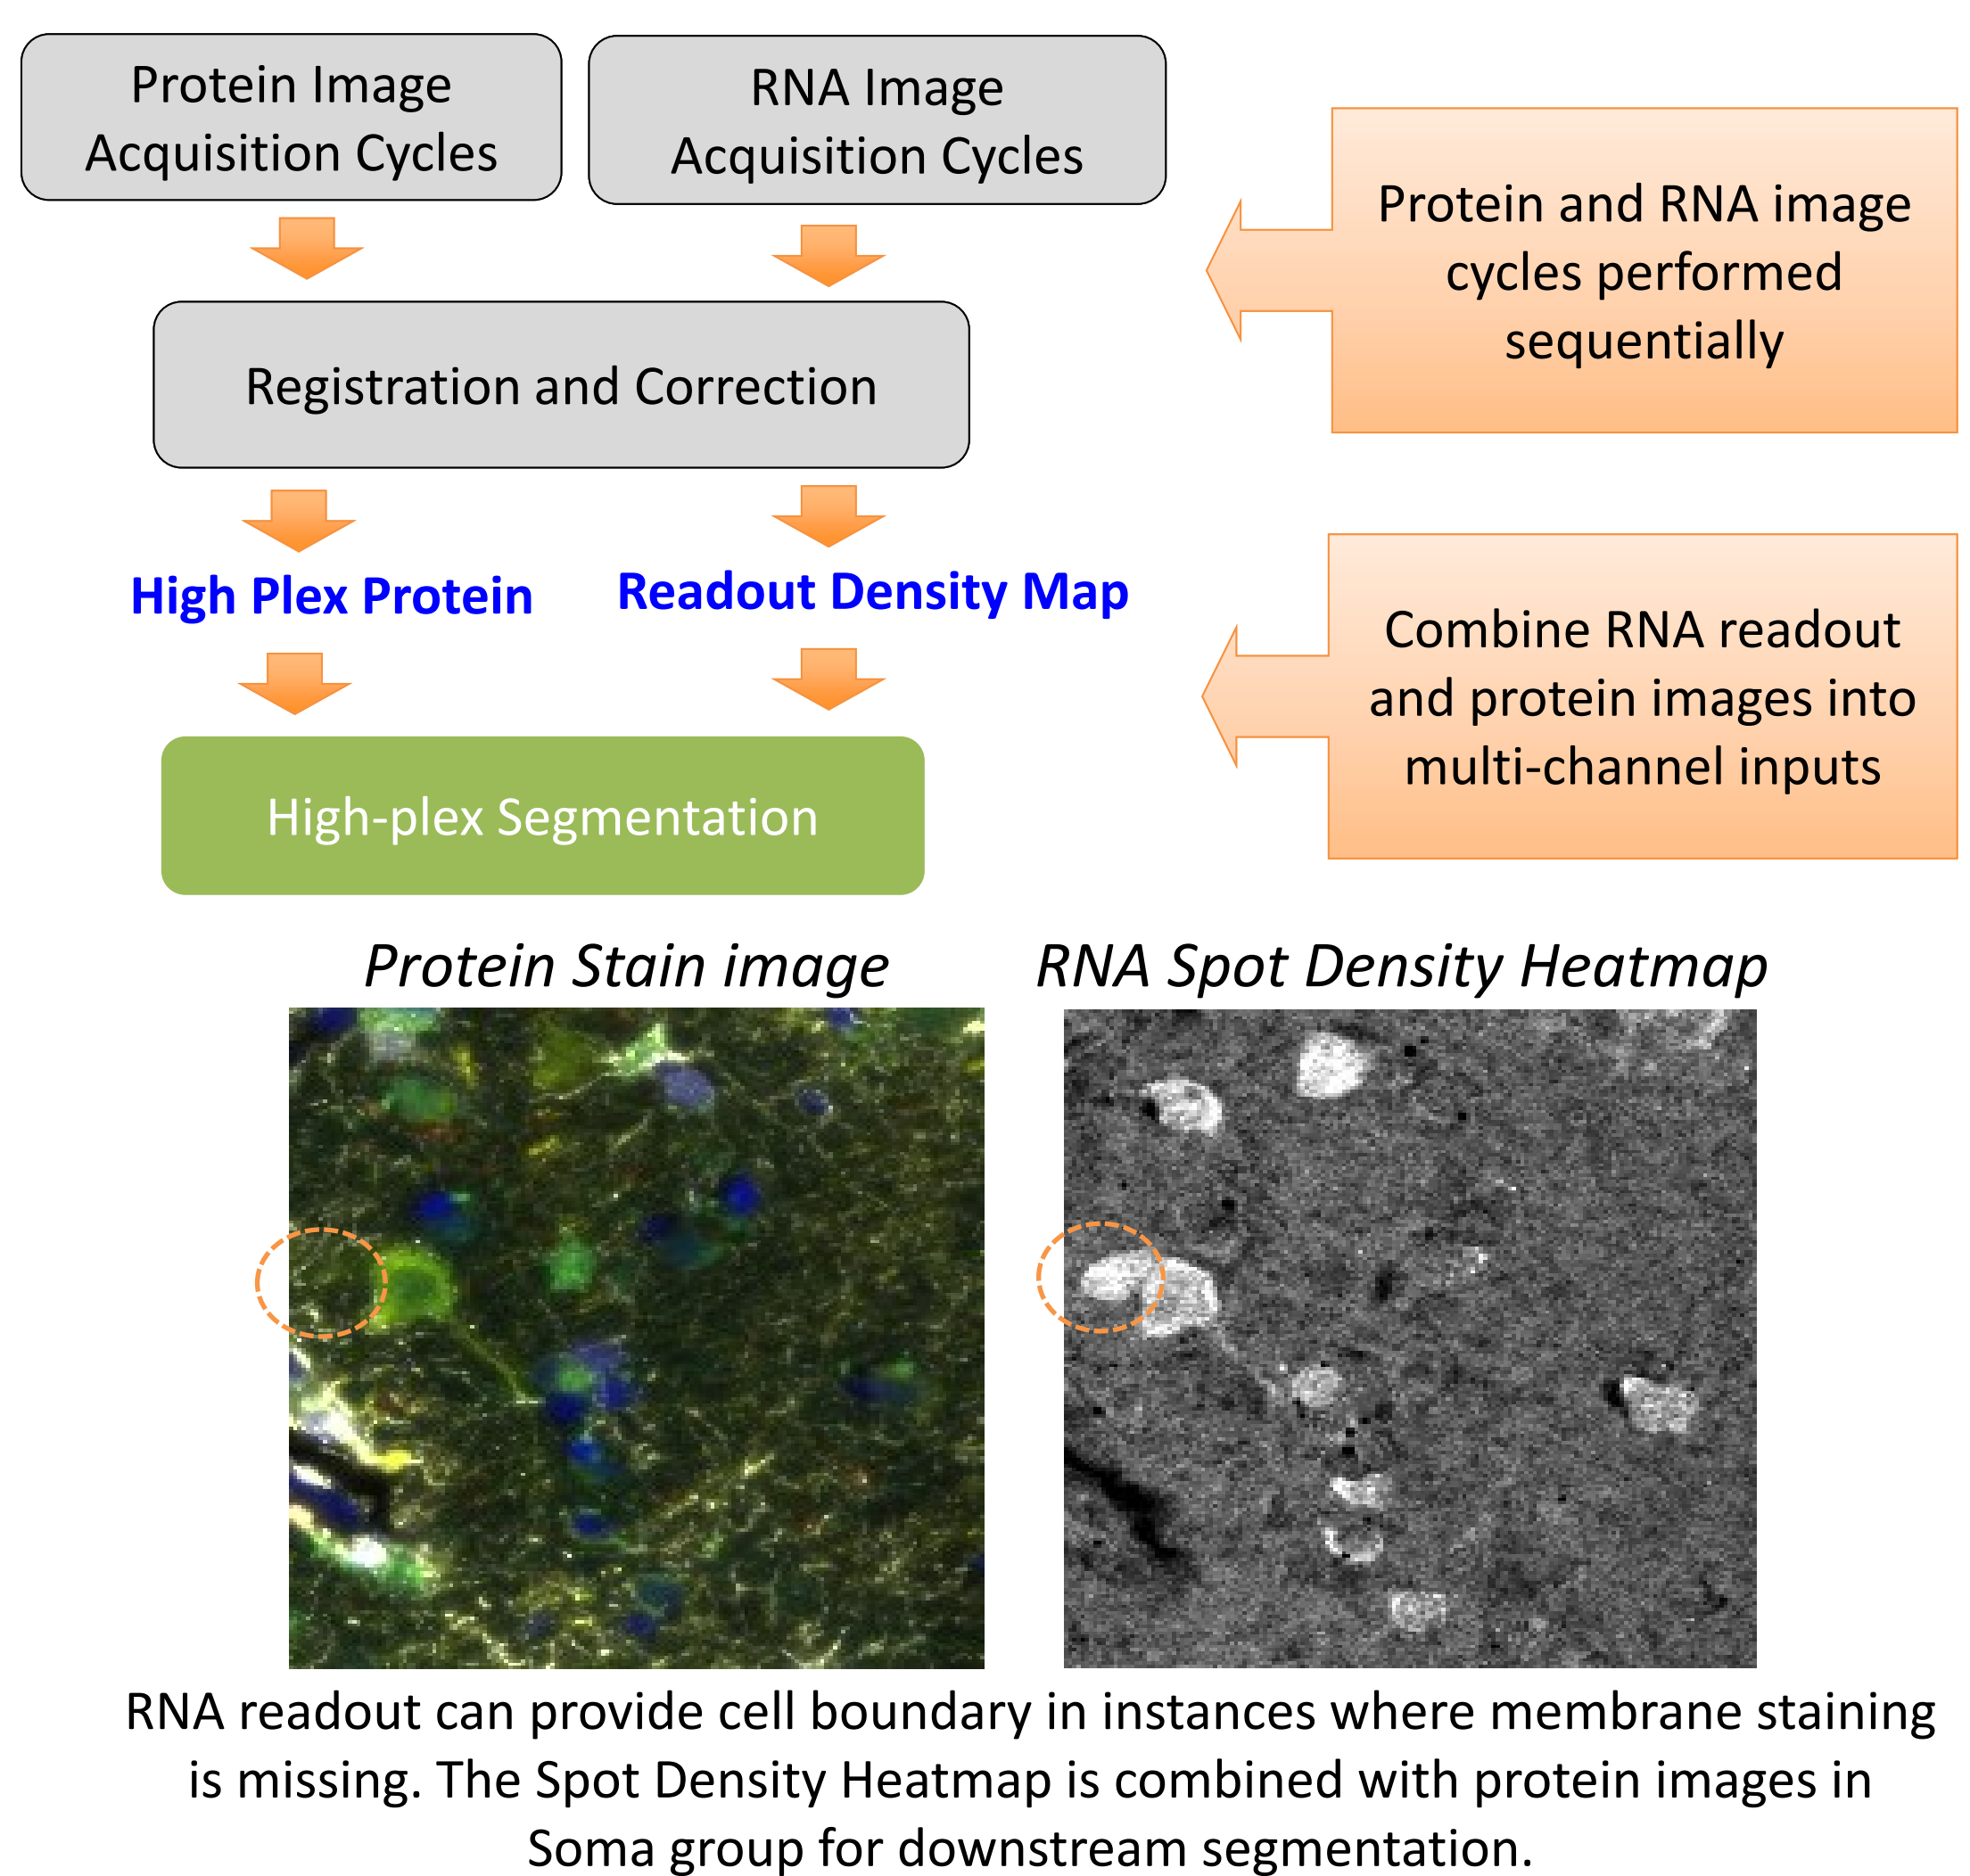 Protein Image
Acquisition Cycles
RNA Image
Acquisition Cycles
Protein and RNA image
cycles performed
sequentially
Registration and Correction
High Plex Protein
Readout Density Map
Combine RNA readout
and protein images into
multi-channel inputs
High-plex Segmentation
Protein Stain image
RNA Spot Density Heatmap
RNA readout can provide cell boundary in instances where membrane staining
is missing. The Spot Density Heatmap is combined with protein images in
Soma group for downstream segmentation.